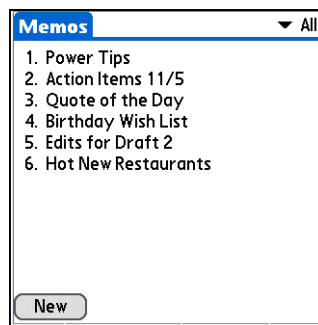 Memos
All
1. Power Tips
2. Action Items 11/5
3. Quote of the Day
4. Birthday Wish List
5. Edits for Draft 2
6. Hot New Restaurants
New